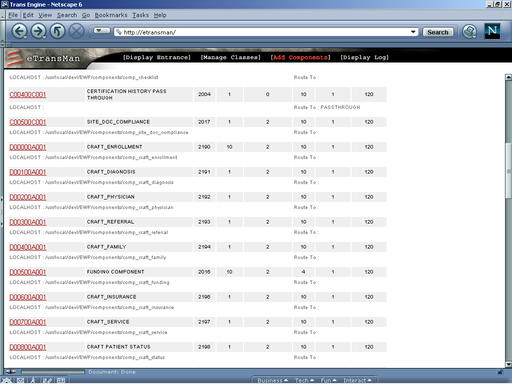 Trans Engine - Netscape 6
File Edit View Search Go Bookmarks Tasks Help
http://etransman/ Search N
eTransMan [Display Entrance] [Manage Classes] [Add Components] [Display Log]
LOCALHOST : /usr/local/devl/EWP/components/comp_checklist Route To :
C00400C001 CERTIFICATION HISTORY PASS THROUGH 2004 1 0 10 1 120
LOCALHOST : Route To : PASSTHROUGH
C00500C001 SITE_DOC_COMPLIANCE 2017 1 2 10 1 120
LOCALHOST : /usr/local/devl/EWP/components/comp_site_doc_compliance Route To :
D00000A001 CRAFT_ENROLLMENT 2190 10 2 10 1 120
LOCALHOST : /usr/local/devl/EWP/components/comp_craft_enrollment Route To :
D00100A001 CRAFT_DIAGNOSIS 2191 1 2 10 1 120
LOCALHOST : /usr/local/devl/EWP/components/comp_craft_diagnosis Route To :
D00200A001 CRAFT_PHYSICIAN 2192 1 2 10 1 120
LOCALHOST : /usr/local/devl/EWP/components/comp_craft_physician Route To :
D00300A001 CRAFT_REFERRAL 2193 1 2 10 1 120
LOCALHOST : /usr/local/devl/EWP/components/comp_craft_referral Route To :
D00400A001 CRAFT_FAMILY 2194 1 2 10 1 120
LOCALHOST : /usr/local/devl/EWP/components/comp_craft_family Route To :
D00500A001 FUNDING COMPONENT 2016 10 2 4 1 120
LOCALHOST : /usr/local/devl/EWP/components/comp_craft_funding Route To :
D00600A001 CRAFT_INSURANCE 2196 1 2 10 1 120
LOCALHOST : /usr/local/devl/EWP/components/comp_craft_insurance Route To :
D00700A001 CRAFT_SERVICE 2197 1 2 10 1 120
LOCALHOST : /usr/local/devl/EWP/components/comp_craft_service Route To :
D00800A001 CRAFT PATIENT STATUS 2198 1 2 10 1 120
LOCALHOST : /usr/local/devl/EWP/components/comp_craft_status Route To :
Document: Done
Business Tech Fun Interact